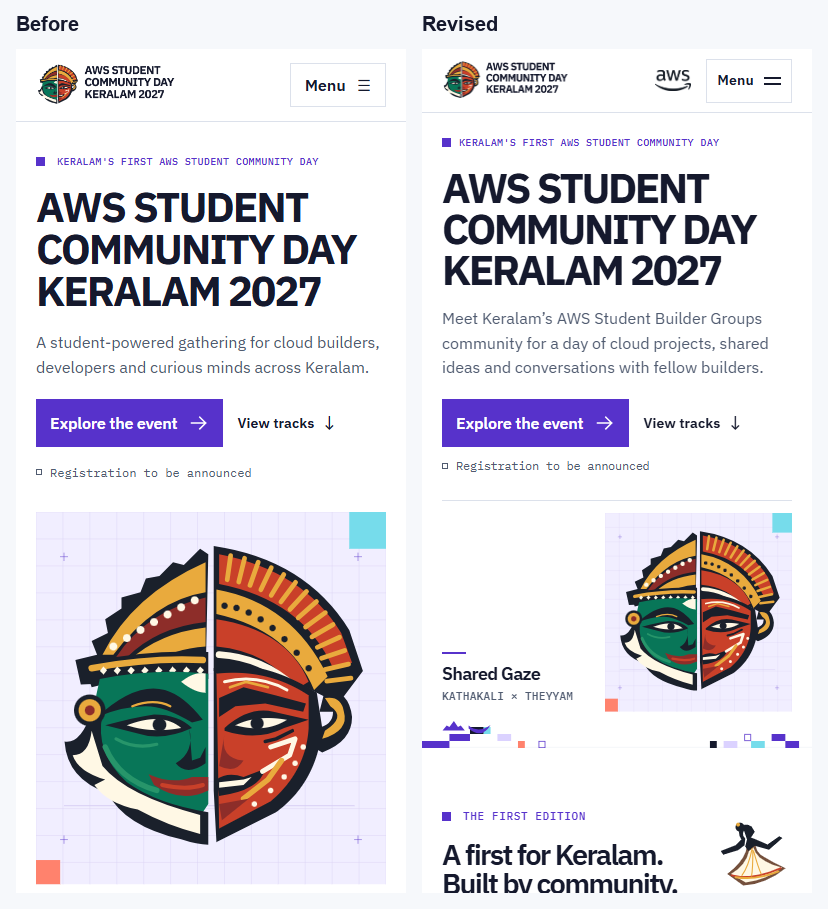 Before
AWS STUDENT
COMMUNITY DAY
KERALAM 2027
Menu
KERALAM'S FIRST AWS STUDENT COMMUNITY DAY
AWS STUDENT
COMMUNITY DAY
KERALAM 2027
A student-powered gathering for cloud builders,
developers and curious minds across Keralam.
Explore the event →
View tracks ↓
Registration to be announced
Revised
AWS STUDENT
COMMUNITY DAY
KERALAM 2027
aws
Menu
KERALAM'S FIRST AWS STUDENT COMMUNITY DAY
AWS STUDENT
COMMUNITY DAY
KERALAM 2027
Meet Keralam’s AWS Student Builder Groups
community for a day of cloud projects, shared
ideas and conversations with fellow builders.
Explore the event →
View tracks ↓
Registration to be announced
Shared Gaze
KATHAKALI × THEYYAM
THE FIRST EDITION
A first for Keralam.
Built by community.